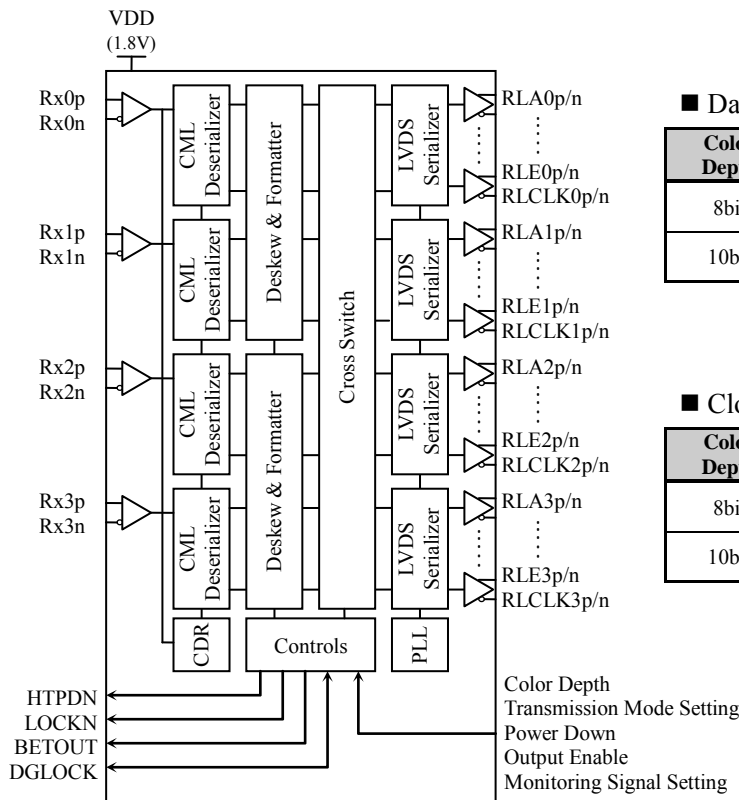 VDD
(1.8V)
Rx0p
Rx0n
Rx1p
Rx1n
Rx2p
Rx2n
Rx3p
Rx3n
CML
Deserializer
CML
Deserializer
CML
Deserializer
CML
Deserializer
CDR
Deskew & Formatter
Deskew & Formatter
Controls
Cross Switch
LVDS
Serializer
LVDS
Serializer
LVDS
Serializer
LVDS
Serializer
PLL
RLA0p/n
RLE0p/n
RLCLK0p/n
RLA1p/n
RLE1p/n
RLCLK1p/n
RLA2p/n
RLE2p/n
RLCLK2p/n
RLA3p/n
RLE3p/n
RLCLK3p/n
HTPDN
LOCKN
BETOUT
DGLOCK
Color Depth
Transmission Mode Setting
Power Down
Output Enable
Monitoring Signal Setting
■ Da
Colo
Dep
8bi
10b
■ Clo
Colo
Dep
8bi
10b